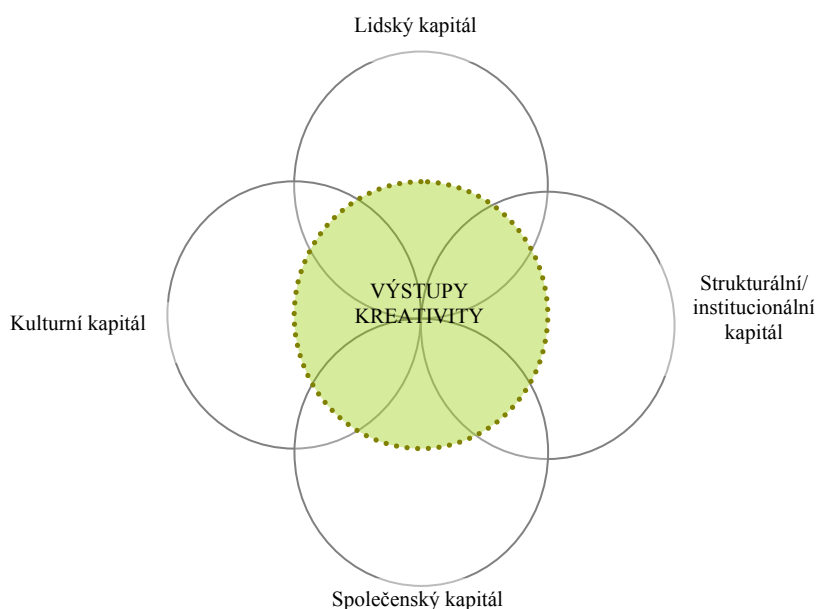 Lidský kapitál
VÝSTUPY
KREATIVITY
Kulturní kapitál
Strukturální/
institucionální
kapitál
Společenský kapitál